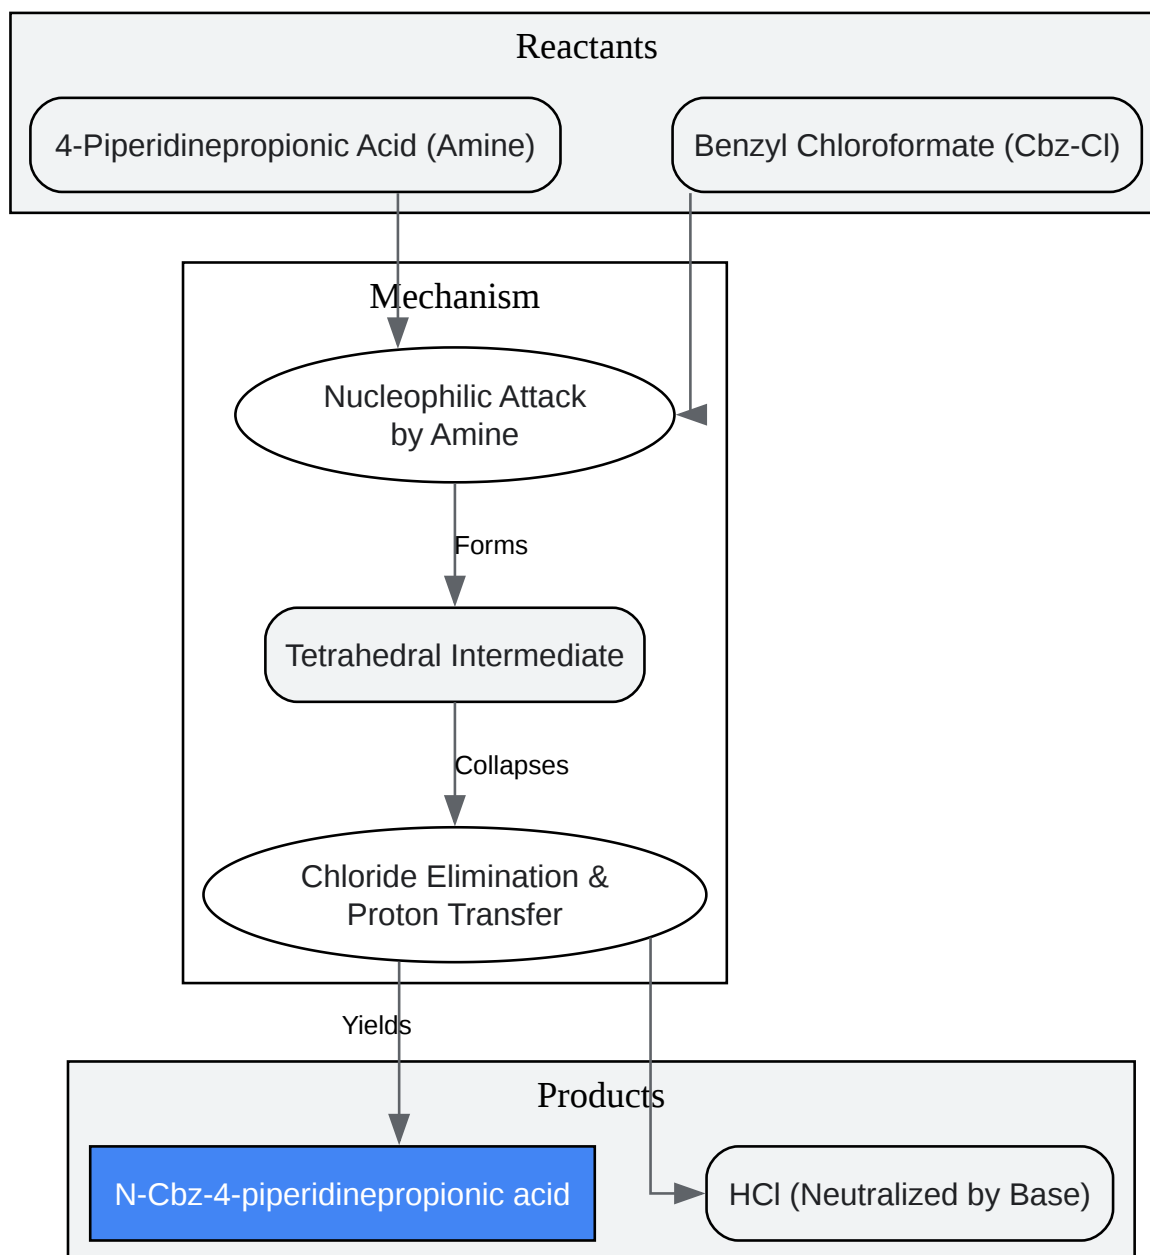 Reactants
4-Piperidinepropionic Acid (Amine)
Benzyl Chloroformate (Cbz-Cl)
Mechanism
Nucleophilic Attack
by Amine
Forms
Tetrahedral Intermediate
Collapses
Chloride Elimination &
Proton Transfer
Yields
Products
N-Cbz-4-piperidinepropionic acid
HCl (Neutralized by Base)